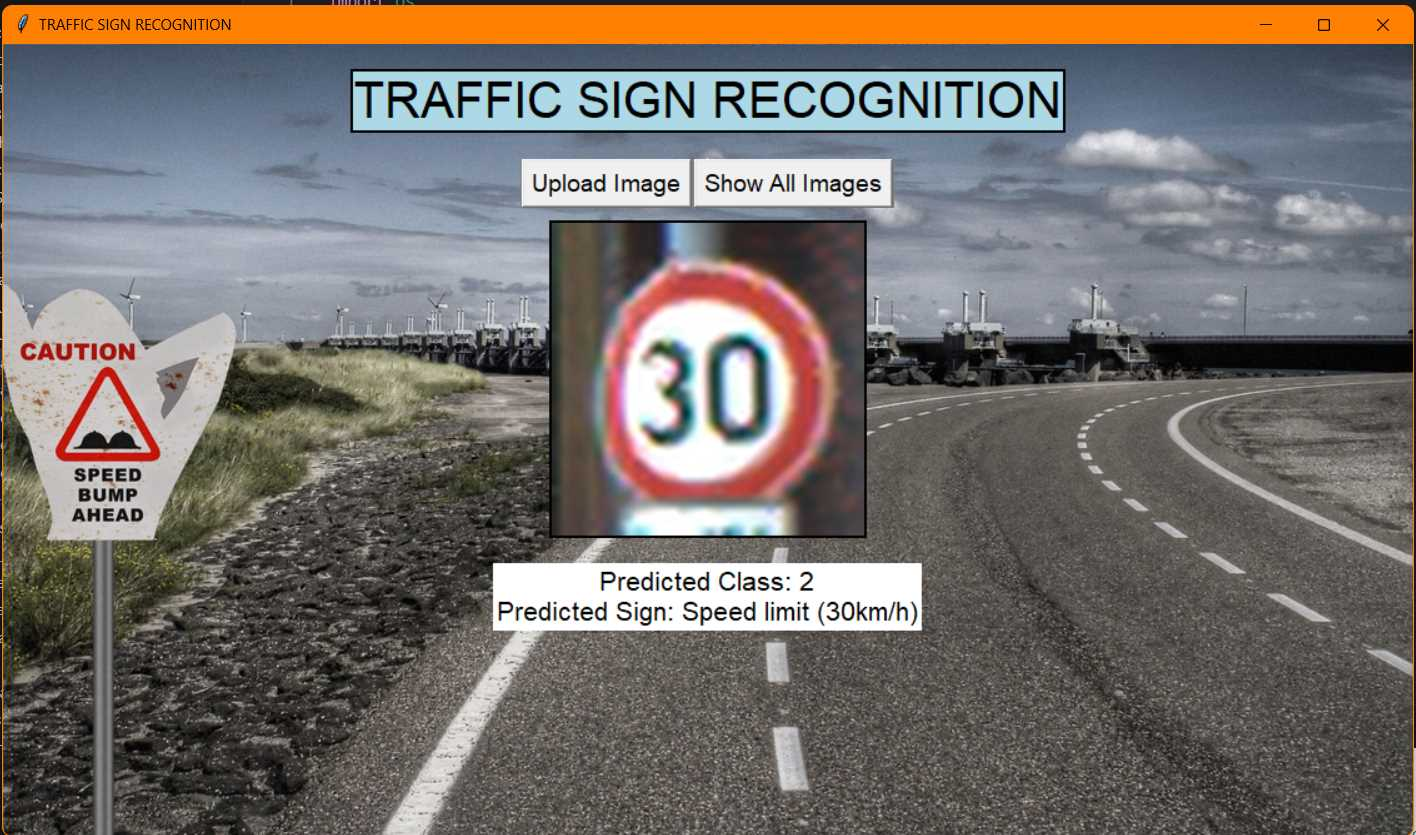 TRAFFIC SIGN RECOGNITION
TRAFFIC SIGN RECOGNITION
Upload Image
Show All Images
30
CAUTION
SPEED
BUMP
AHEAD
Predicted Class: 2
Predicted Sign: Speed limit (30km/h)